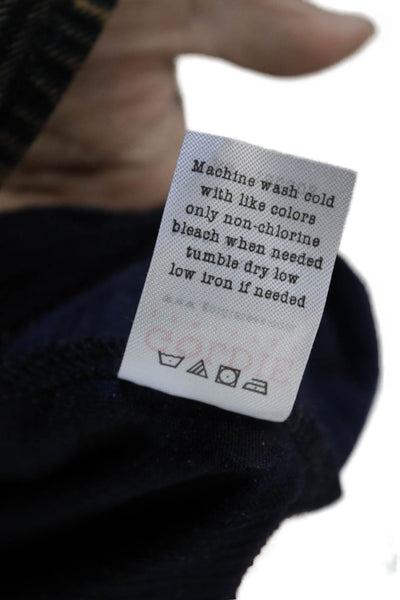 Machine wash cold
with like colors
only non-chlorine
bleach when needed
tumble dry low
low iron if needed